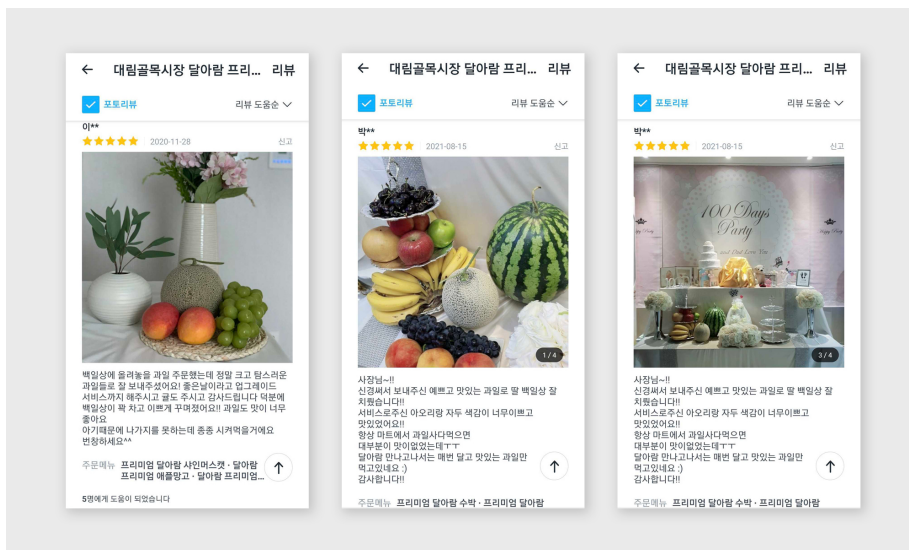 대림골목시장 달아람 프리... 리뷰
포토리뷰 리뷰 도움순
이**
2020-11-28 신고
백일상에 올려놓을 과일 주문했는데 정말 크고 탐스러운
과일들로 잘 보내주셨어요! 좋은날이라고 업그레이드
서비스까지 해주시고 귤도 주시고 감사드립니다 덕분에
백일상이 꽉 차고 이쁘게 꾸며졌어요!! 과일도 맛이 너무
좋아요
아기때문에 나가지를 못하는데 종종 시켜먹을거에요
번창하세요^^
주문메뉴 프리미엄 달아람 샤인머스캣 · 달아람
프리미엄 애플망고 · 달아람 프리미엄...
5명에게 도움이 되었습니다
대림골목시장 달아람 프리... 리뷰
포토리뷰 리뷰 도움순
박**
2021-08-15 신고
1/4
사장님~!!
신경써서 보내주신 예쁘고 맛있는 과일로 딸 백일상 잘
치뤘습니다!!
서비스로주신 아오리랑 자두 색감이 너무이쁘고
맛있었어요!!
항상 마트에서 과일사다먹으면
대부분이 맛이없었는데ㅜㅜ
달아람 만나고나서는 매번 달고 맛있는 과일만
먹고있네요 :)
감사합니다!!
주문메뉴 프리미엄 달아람 수박 · 프리미엄 달아람
대림골목시장 달아람 프리... 리뷰
포토리뷰 리뷰 도움순
박**
2021-08-15 신고
100 Days
Party
and Phil Love You
3/4
사장님~!!
신경써서 보내주신 예쁘고 맛있는 과일로 딸 백일상 잘
치뤘습니다!!
서비스로주신 아오리랑 자두 색감이 너무이쁘고
맛있었어요!!
항상 마트에서 과일사다먹으면
대부분이 맛이없었는데ㅜㅜ
달아람 만나고나서는 매번 달고 맛있는 과일만
먹고있네요 :)
감사합니다!!
주문메뉴 프리미엄 달아람 수박 · 프리미엄 달아람